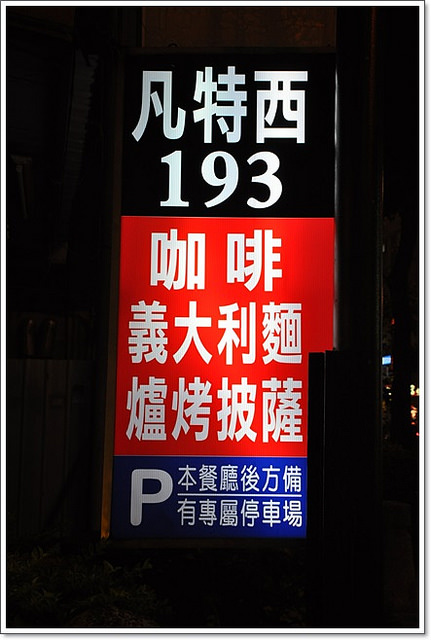 凡特西
193
咖啡
義大利麵
爐烤披薩
P 本餐廳後方備
有專屬停車場